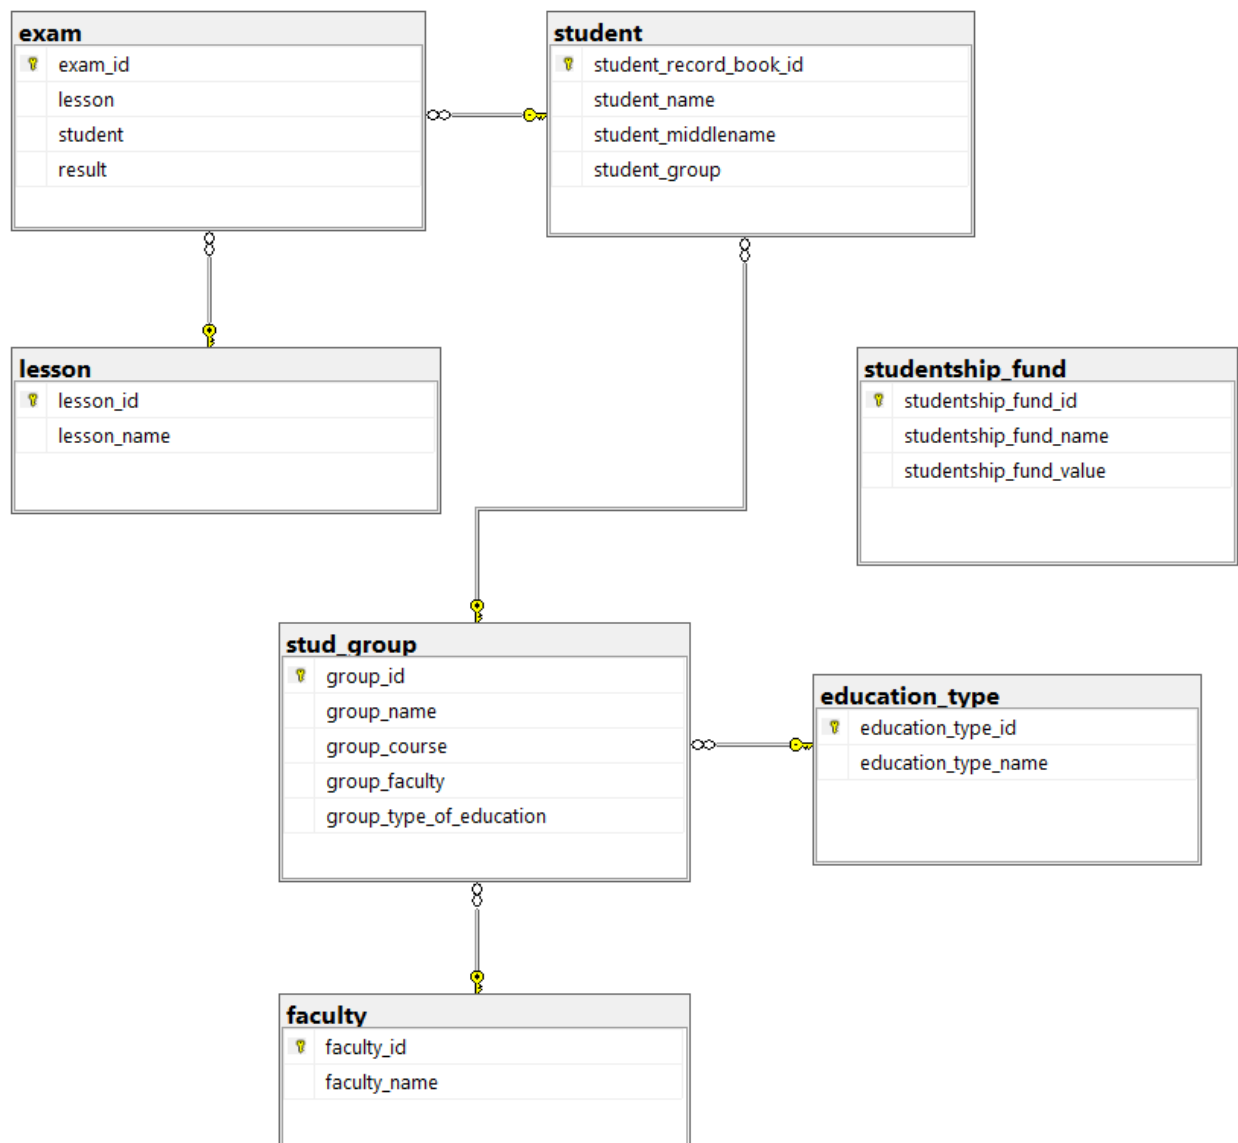 exam
exam_id
lesson
student
result
student
student_record_book_id
student_name
student_middlename
student_group
lesson
lesson_id
lesson_name
studentship_fund
studentship_fund_id
studentship_fund_name
studentship_fund_value
stud_group
group_id
group_name
group_course
group_faculty
group_type_of_education
education_type
education_type_id
education_type_name
faculty
faculty_id
faculty_name